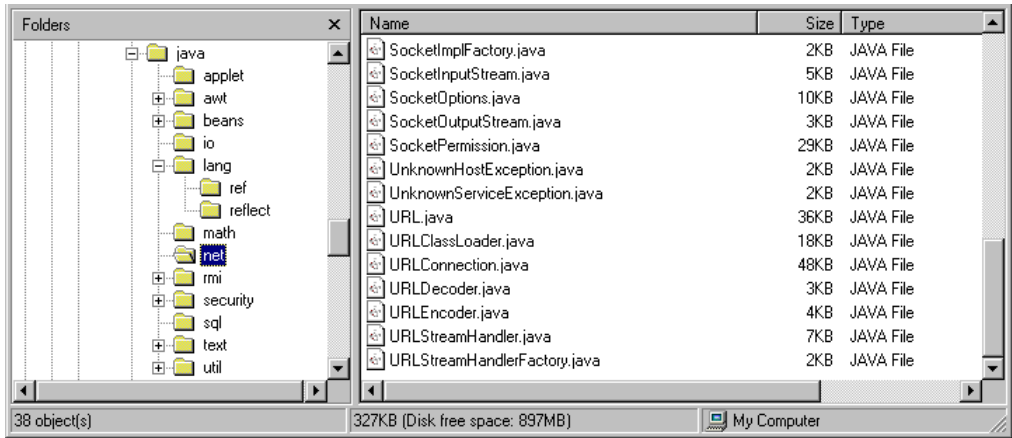 Folders
java
applet
awt
beans
io
lang
ref
reflect
math
net
rmi
security
sql
text
util
Name Size Type
SocketImplFactory.java 2KB JAVA File
SocketInputStream.java 5KB JAVA File
SocketOptions.java 10KB JAVA File
SocketOutputStream.java 3KB JAVA File
SocketPermission.java 29KB JAVA File
UnknownHostException.java 2KB JAVA File
UnknownServiceException.java 2KB JAVA File
URL.java 36KB JAVA File
URLClassLoader.java 18KB JAVA File
URLConnection.java 48KB JAVA File
URLDecoder.java 3KB JAVA File
URLEncoder.java 4KB JAVA File
URLStreamHandler.java 7KB JAVA File
URLStreamHandlerFactory.java 2KB JAVA File
38 object(s) 327KB (Disk free space: 897MB) My Computer